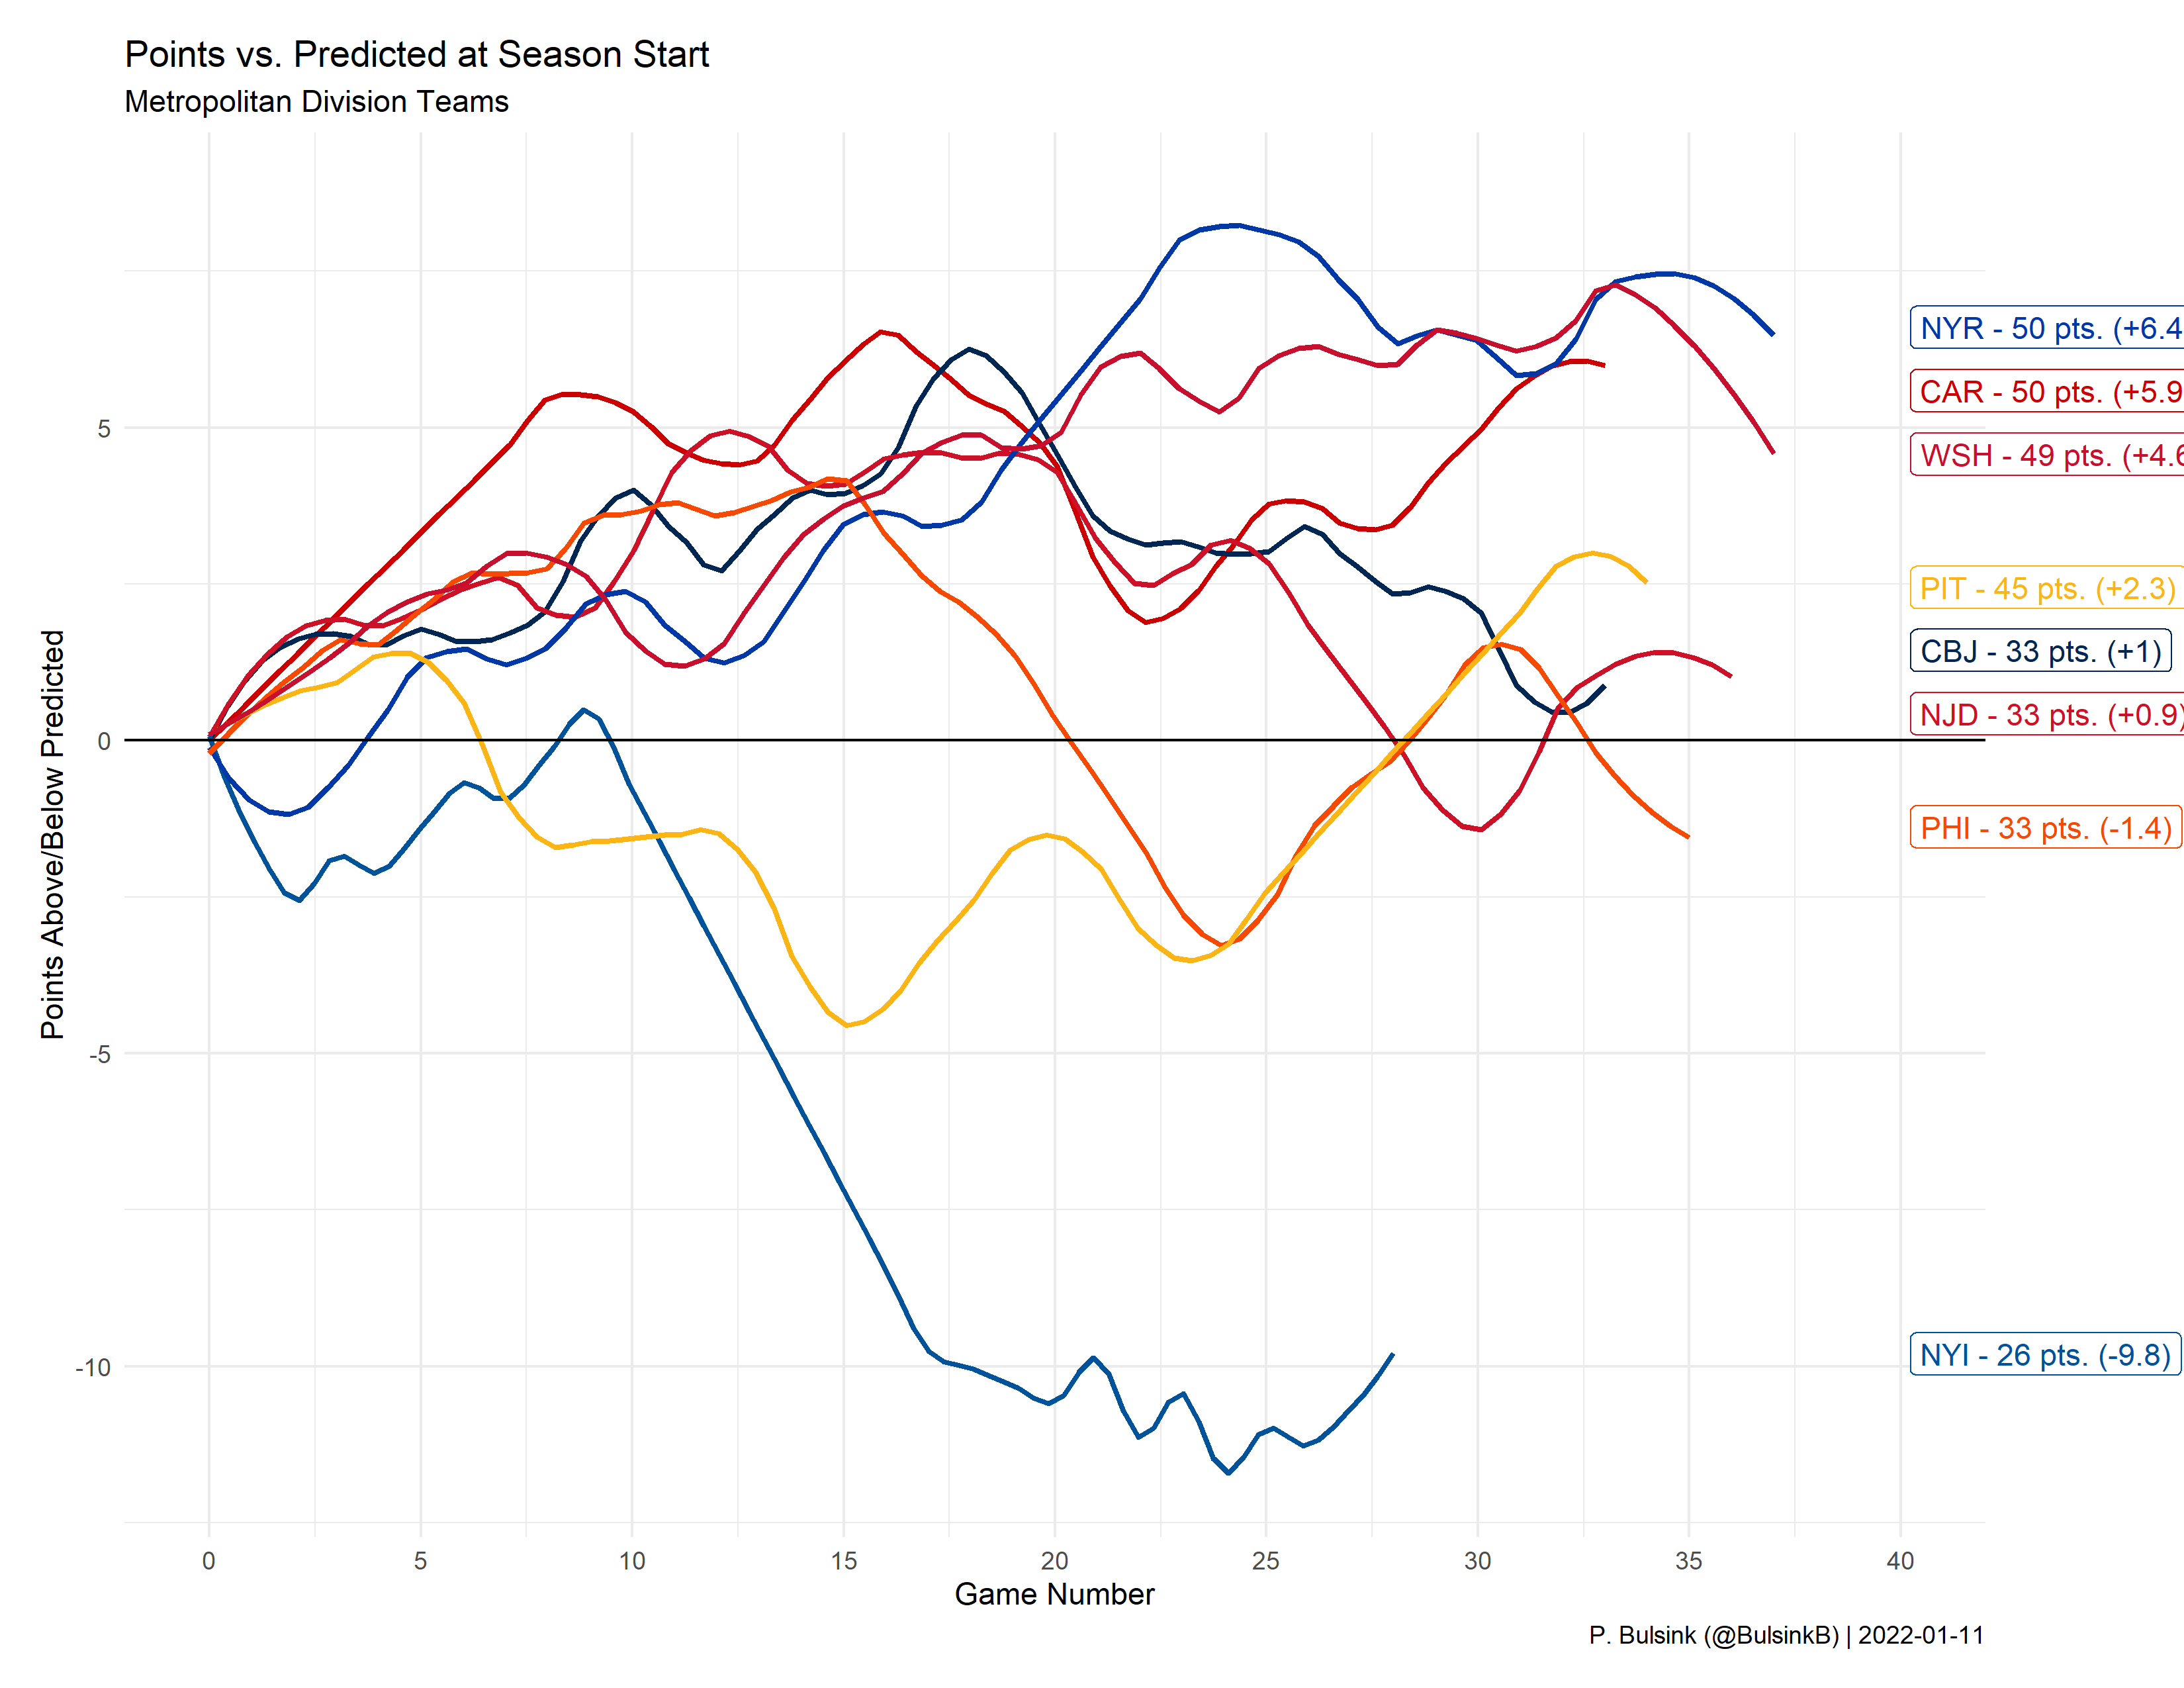 Points vs. Predicted at Season Start
Metropolitan Division Teams
Points Above/Below Predicted
5
0
-5
-10
NYR - 50 pts. (+6.4
CAR - 50 pts. (+5.9
WSH - 49 pts. (+4.6
PIT - 45 pts. (+2.3)
CBJ - 33 pts. (+1)
NJD - 33 pts. (+0.9)
PHI - 33 pts. (-1.4)
NYI - 26 pts. (-9.8)
0 5 10 15 20 25 30 35 40
Game Number
P. Bulsink (@BulsinkB) | 2022-01-11